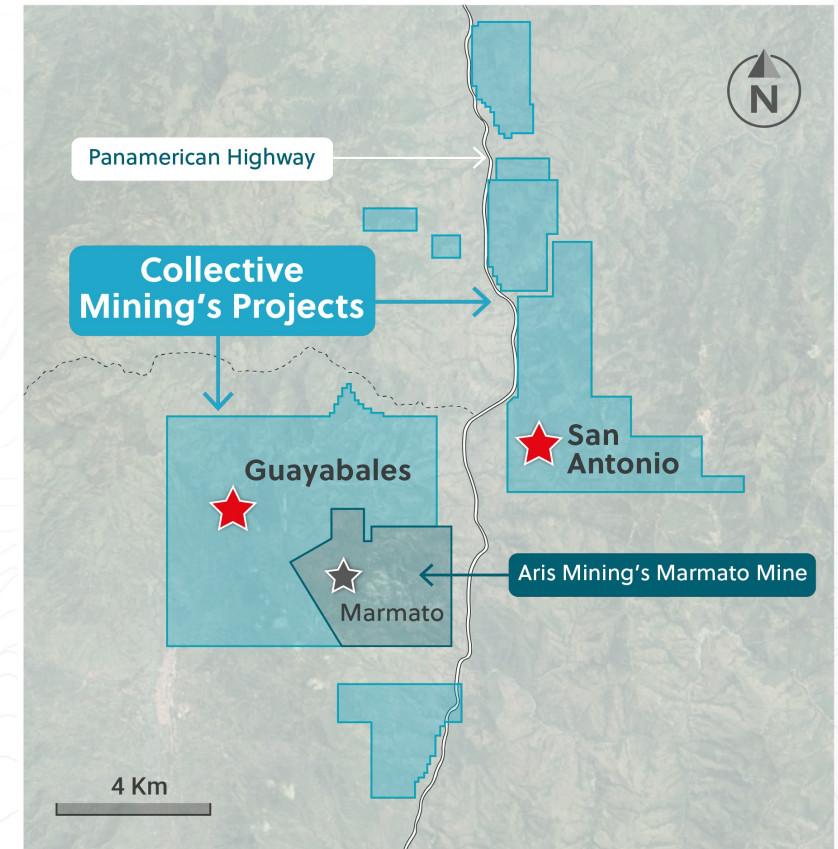 N
Panamerican Highway
Collective
Mining's Projects
San
Antonio
Guayabales
Aris Mining's Marmato Mine
Marmato
4 Km